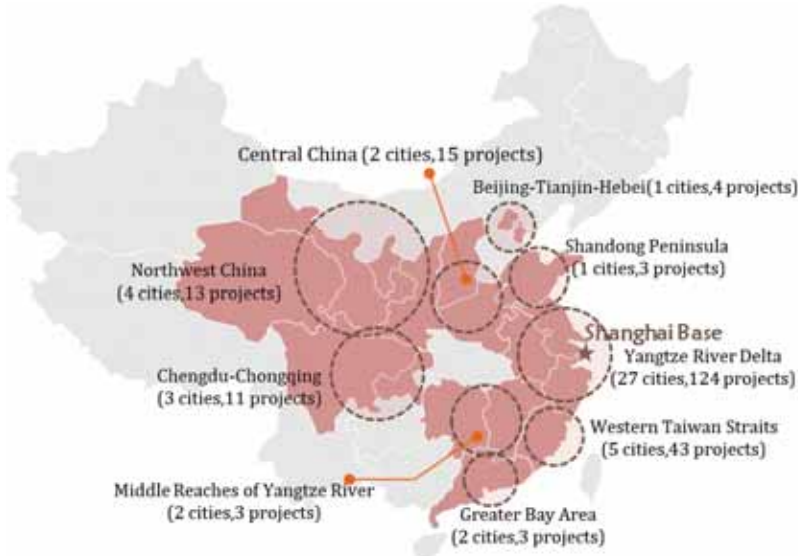 Central China (2 cities,15 projects)
Beijing-Tianjin-Hebei(1 cities,4 projects)
Shandong Peninsula
(1 cities,3 projects)
Northwest China
(4 cities,13 projects)
Shanghai Base
Yangtze River Delta
(27 cities,124 projects)
Chengdu-Chongqing
(3 cities,11 projects)
Western Taiwan Straits
(5 cities,43 projects)
Middle Reaches of Yangtze River
(2 cities,3 projects)
Greater Bay Area
(2 cities,3 projects)